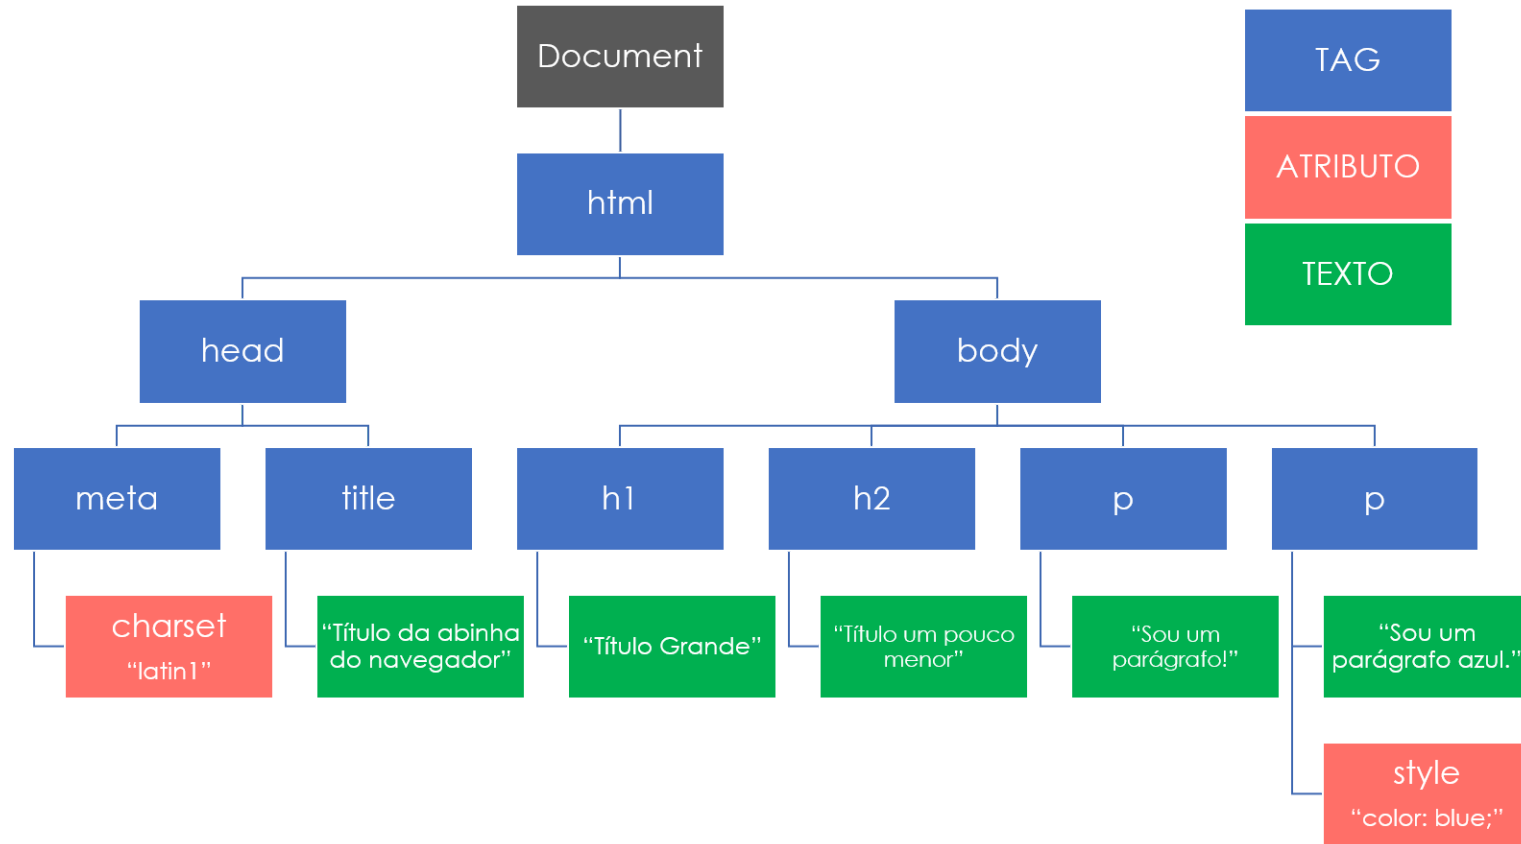 Document
TAG
ATRIBUTO
TEXTO
html
head
body
meta
title
h1
h2
p
p
charset
“latin1”
“Título da abinha
do navegador”
“Título Grande”
“Título um pouco
menor”
“Sou um
parágrafo!”
“Sou um
parágrafo azul.”
style
“color: blue;”